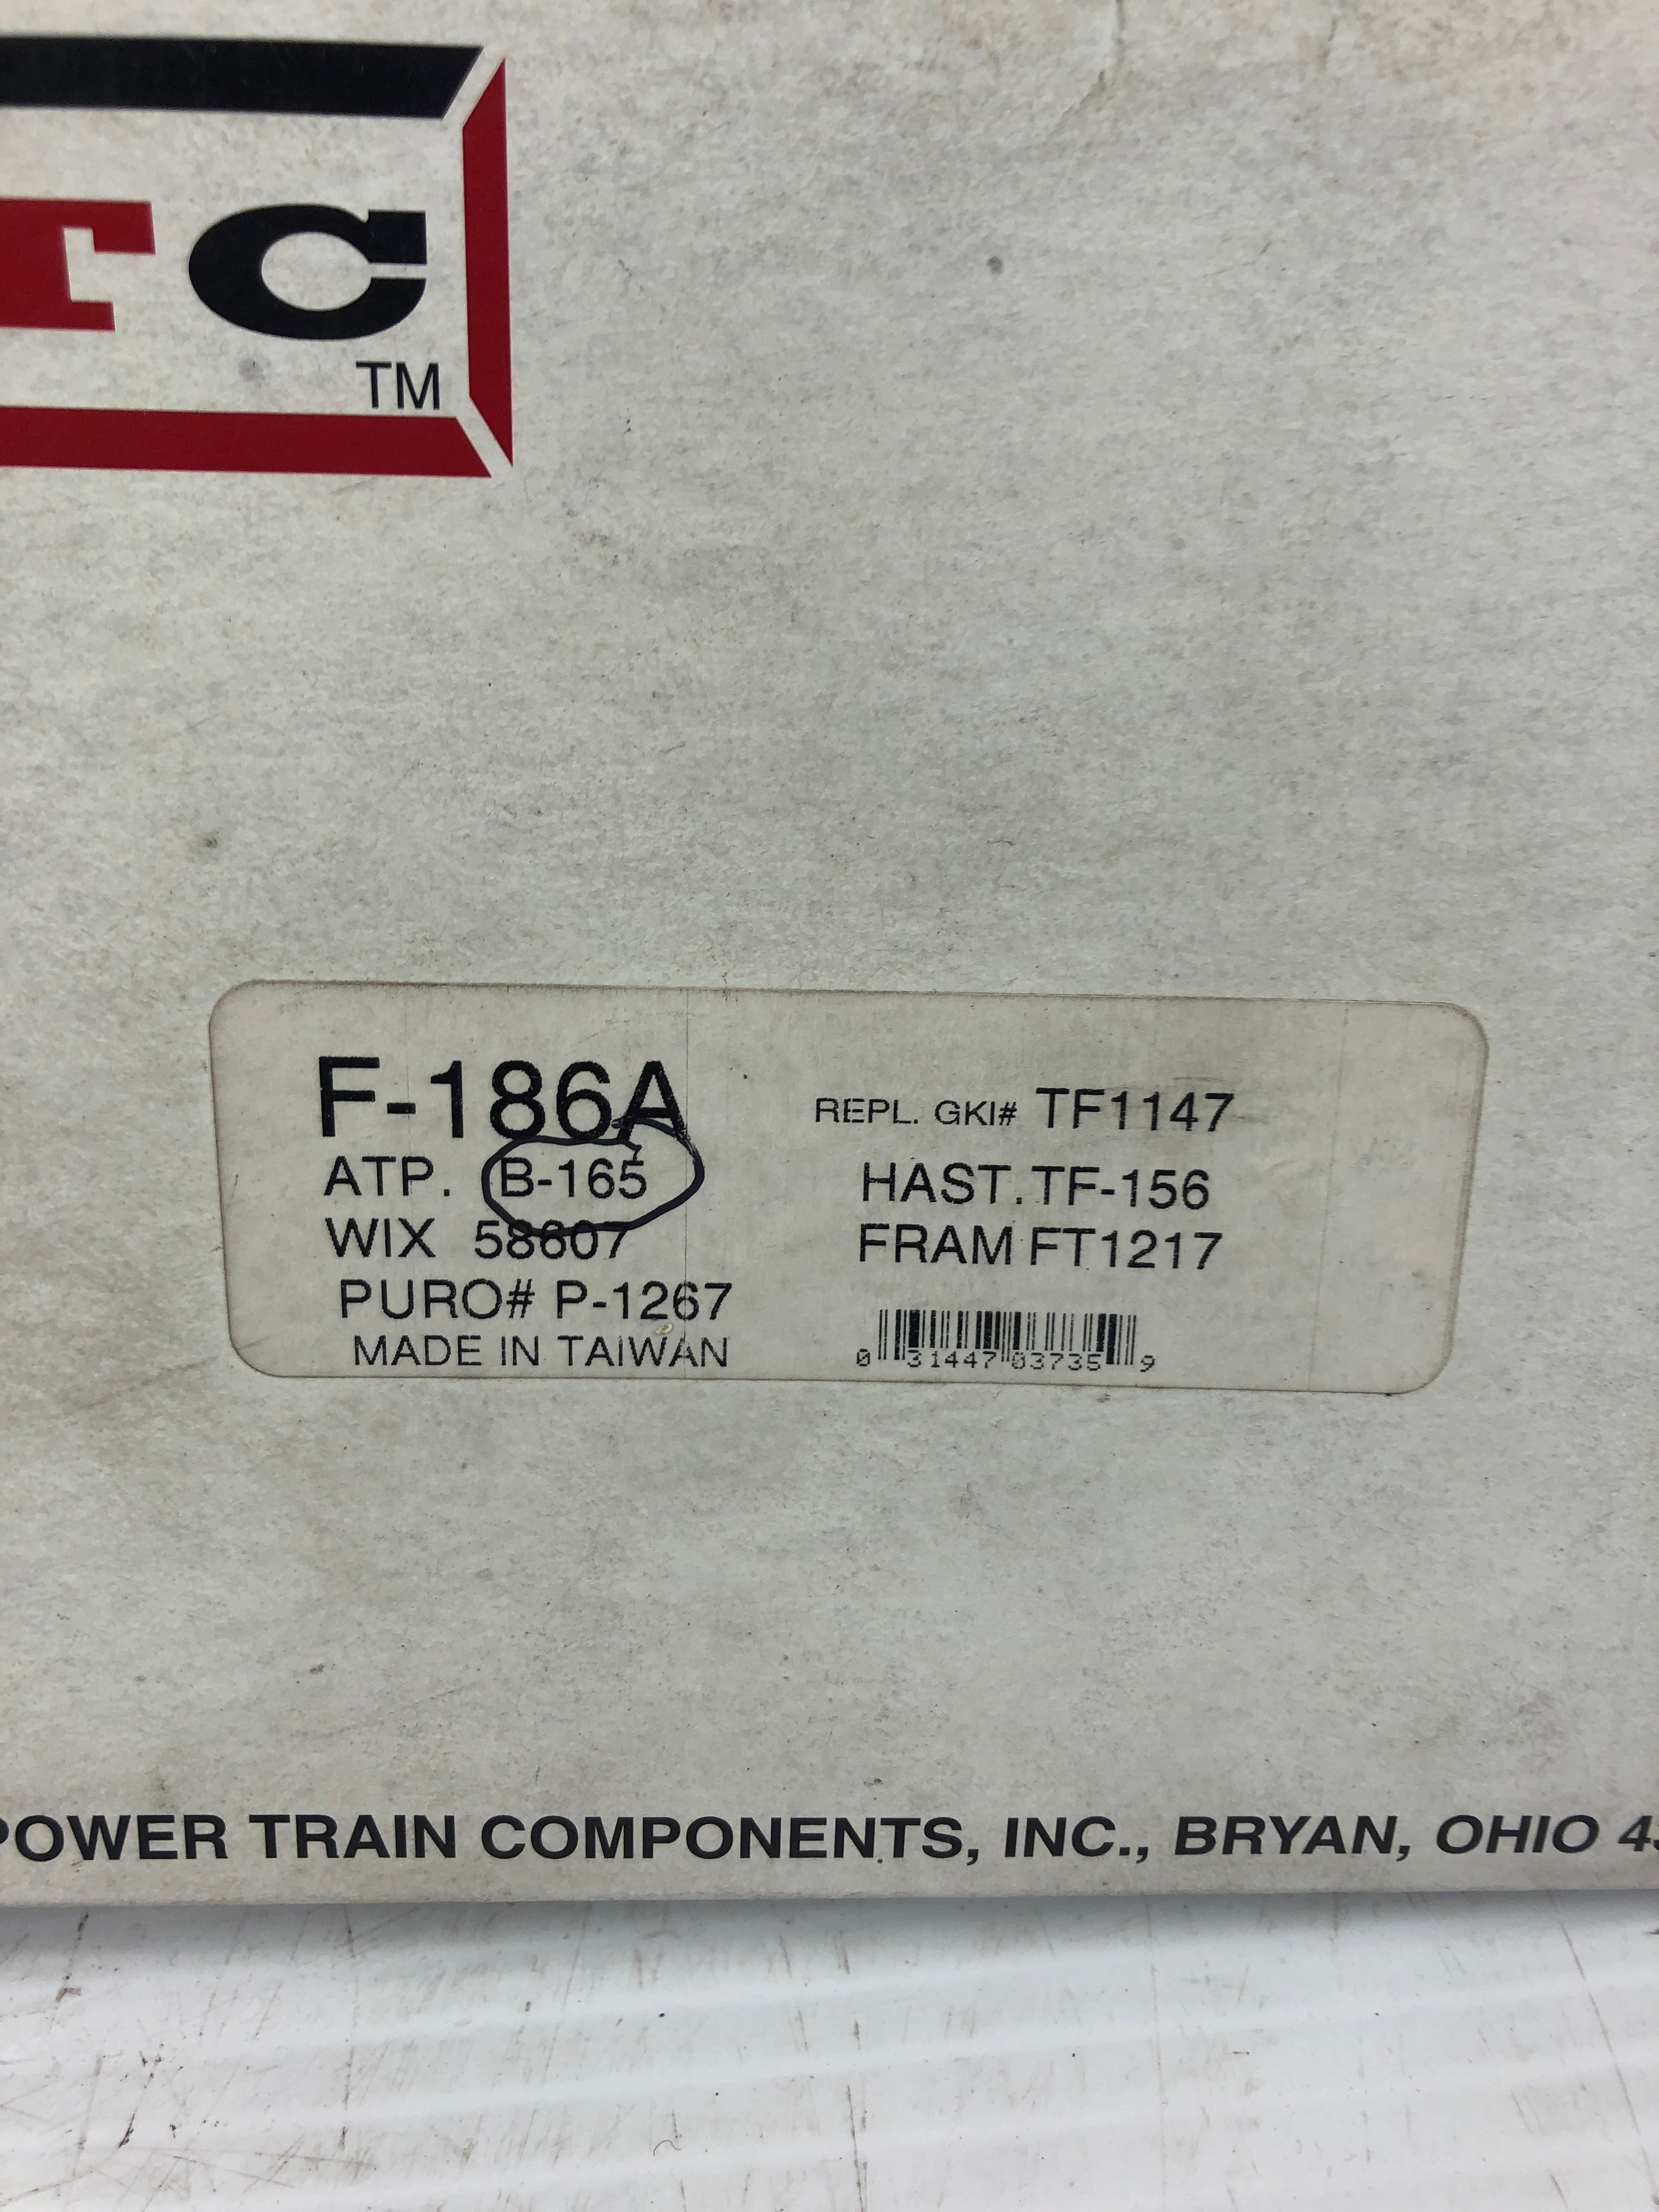 TC
TM
F-186A
ATP. B-165
WIX 58607
PURO# P-1267
MADE IN TAIWAN
REPL. GKI# TF1147
HAST. TF-156
FRAM FT1217
0 31447 03735 9
POWER TRAIN COMPONENTS, INC., BRYAN, OHIO 43